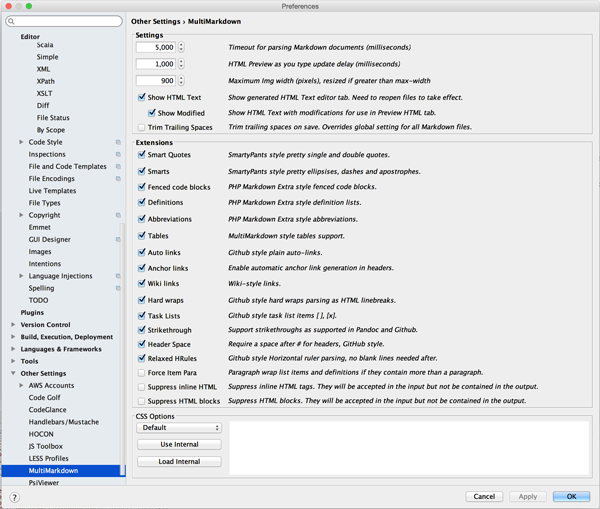 Preferences
Editor
Scala
Simple
XML
XPath
XSLT
Diff
File Status
By Scope
Code Style
Inspections
File and Code Templates
File Encodings
Live Templates
File Types
Copyright
Emmet
GUI Designer
Images
Intentions
Language Injections
Spelling
TODO
Plugins
Version Control
Build, Execution, Deployment
Languages & Frameworks
Tools
Other Settings
AWS Accounts
Code Golf
CodeGlance
Handlebars/Mustache
HOCON
JS Toolbox
LESS Profiles
MultiMarkdown
PsiViewer
Other Settings › MultiMarkdown
Settings
5,000 Timeout for parsing Markdown documents (milliseconds)
1,000 HTML Preview as you type update delay (milliseconds)
900 Maximum Img width (pixels), resized if greater than max-width
Show HTML Text Show generated HTML Text editor tab. Need to reopen files to take effect.
Show Modified Show HTML Text with modifications for use in Preview HTML tab.
Trim Trailing Spaces Trim trailing spaces on save. Overrides global setting for all Markdown files.
Extensions
Smart Quotes SmartyPants style pretty single and double quotes.
Smarts SmartyPants style pretty ellipsises, dashes and apostrophes.
Fenced code blocks PHP Markdown Extra style fenced code blocks.
Definitions PHP Markdown Extra style definition lists.
Abbreviations PHP Markdown Extra style abbreviations.
Tables MultiMarkdown style tables support.
Auto links Github style plain auto-links.
Anchor links Enable automatic anchor link generation in headers.
Wiki links Wiki-style links.
Hard wraps Github style hard wraps parsing as HTML linebreaks.
Task Lists Github style task list items [ ], [x].
Strikethrough Support strikethroughs as supported in Pandoc and Github.
Header Space Require a space after # for headers, GitHub style.
Relaxed HRules Github style Horizontal ruler parsing, no blank lines needed after.
Force Item Para Paragraph wrap list items and definitions if they contain more than a paragraph.
Suppress inline HTML Suppress inline HTML tags. They will be accepted in the input but not be contained in the output.
Suppress HTML blocks Suppress HTML blocks. They will be accepted in the input but not be contained in the output.
CSS Options
Default
Use Internal
Load Internal
?
Cancel
Apply
OK